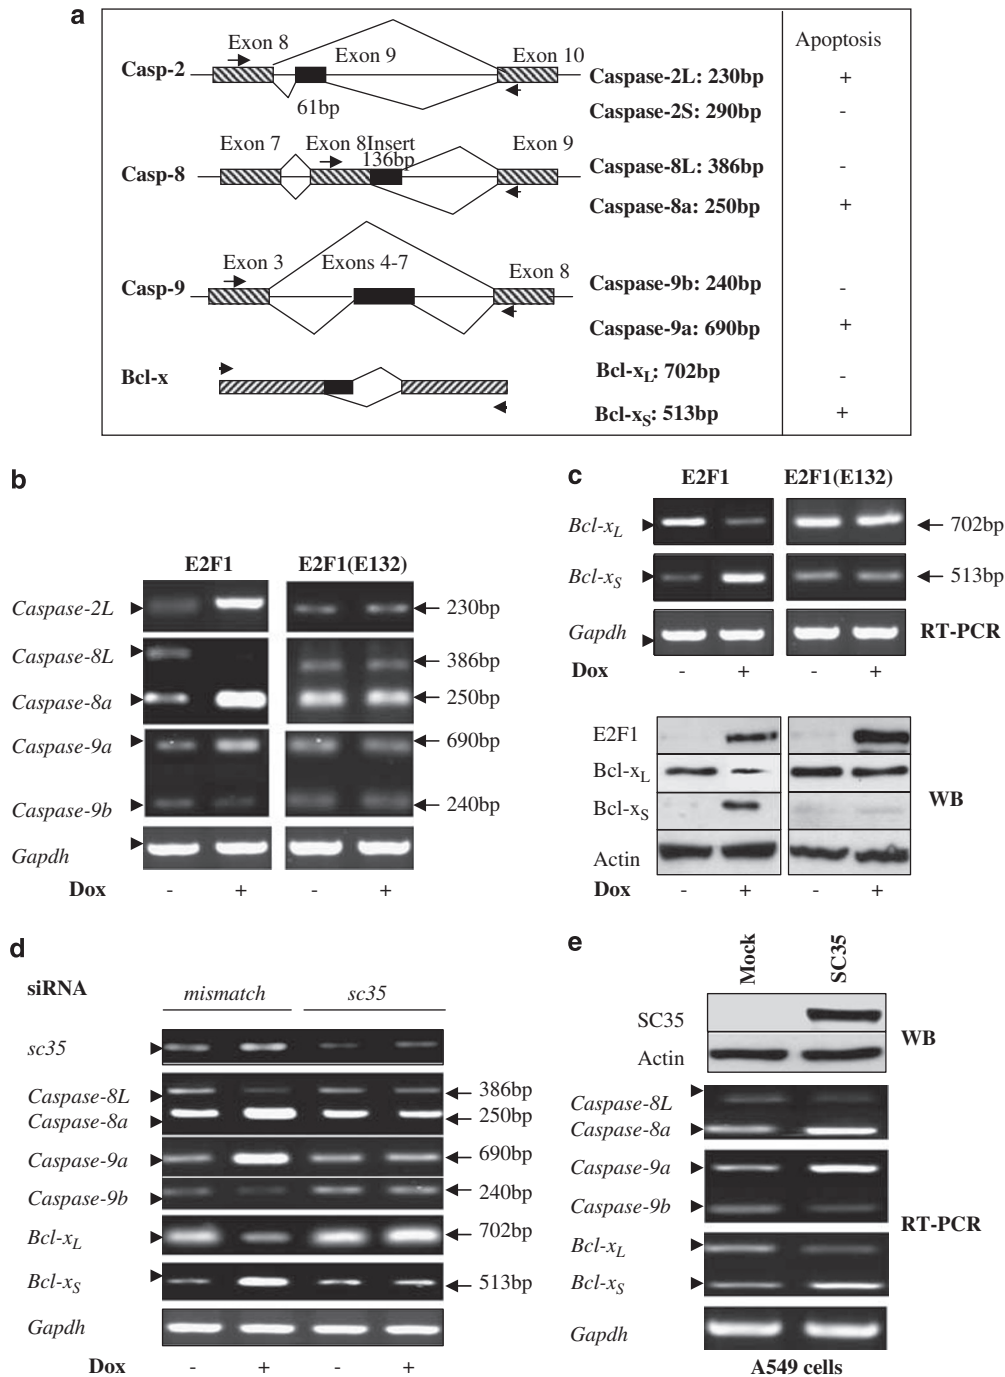 a
Apoptosis
Exon 8 Exon 9 Exon 10
Casp-2
61bp
Caspase-2L: 230bp +
Caspase-2S: 290bp -
Exon 7 Exon 8Insert Exon 9
136bp
Casp-8
Caspase-8L: 386bp -
Caspase-8a: 250bp +
Exon 3 Exons 4-7 Exon 8
Casp-9
Caspase-9b: 240bp -
Caspase-9a: 690bp +
Bcl-x
Bcl-xL: 702bp -
Bcl-xS: 513bp +
b
E2F1 E2F1(E132)
Caspase-2L 230bp
Caspase-8L 386bp
Caspase-8a 250bp
Caspase-9a 690bp
Caspase-9b 240bp
Gapdh
Dox - + - +
c
E2F1 E2F1(E132)
Bcl-xL 702bp
Bcl-xS 513bp
Gapdh RT-PCR
Dox - + - +
E2F1
Bcl-xL
Bcl-xS
WB
Actin
Dox - + - +
d
siRNA mismatch sc35
sc35
Caspase-8L 386bp
Caspase-8a 250bp
Caspase-9a 690bp
Caspase-9b 240bp
Bcl-xL 702bp
Bcl-xS 513bp
Gapdh
Dox - + - +
e
Mock SC35
SC35
WB
Actin
Caspase-8L
Caspase-8a
Caspase-9a
Caspase-9b
RT-PCR
Bcl-xL
Bcl-xS
Gapdh
A549 cells